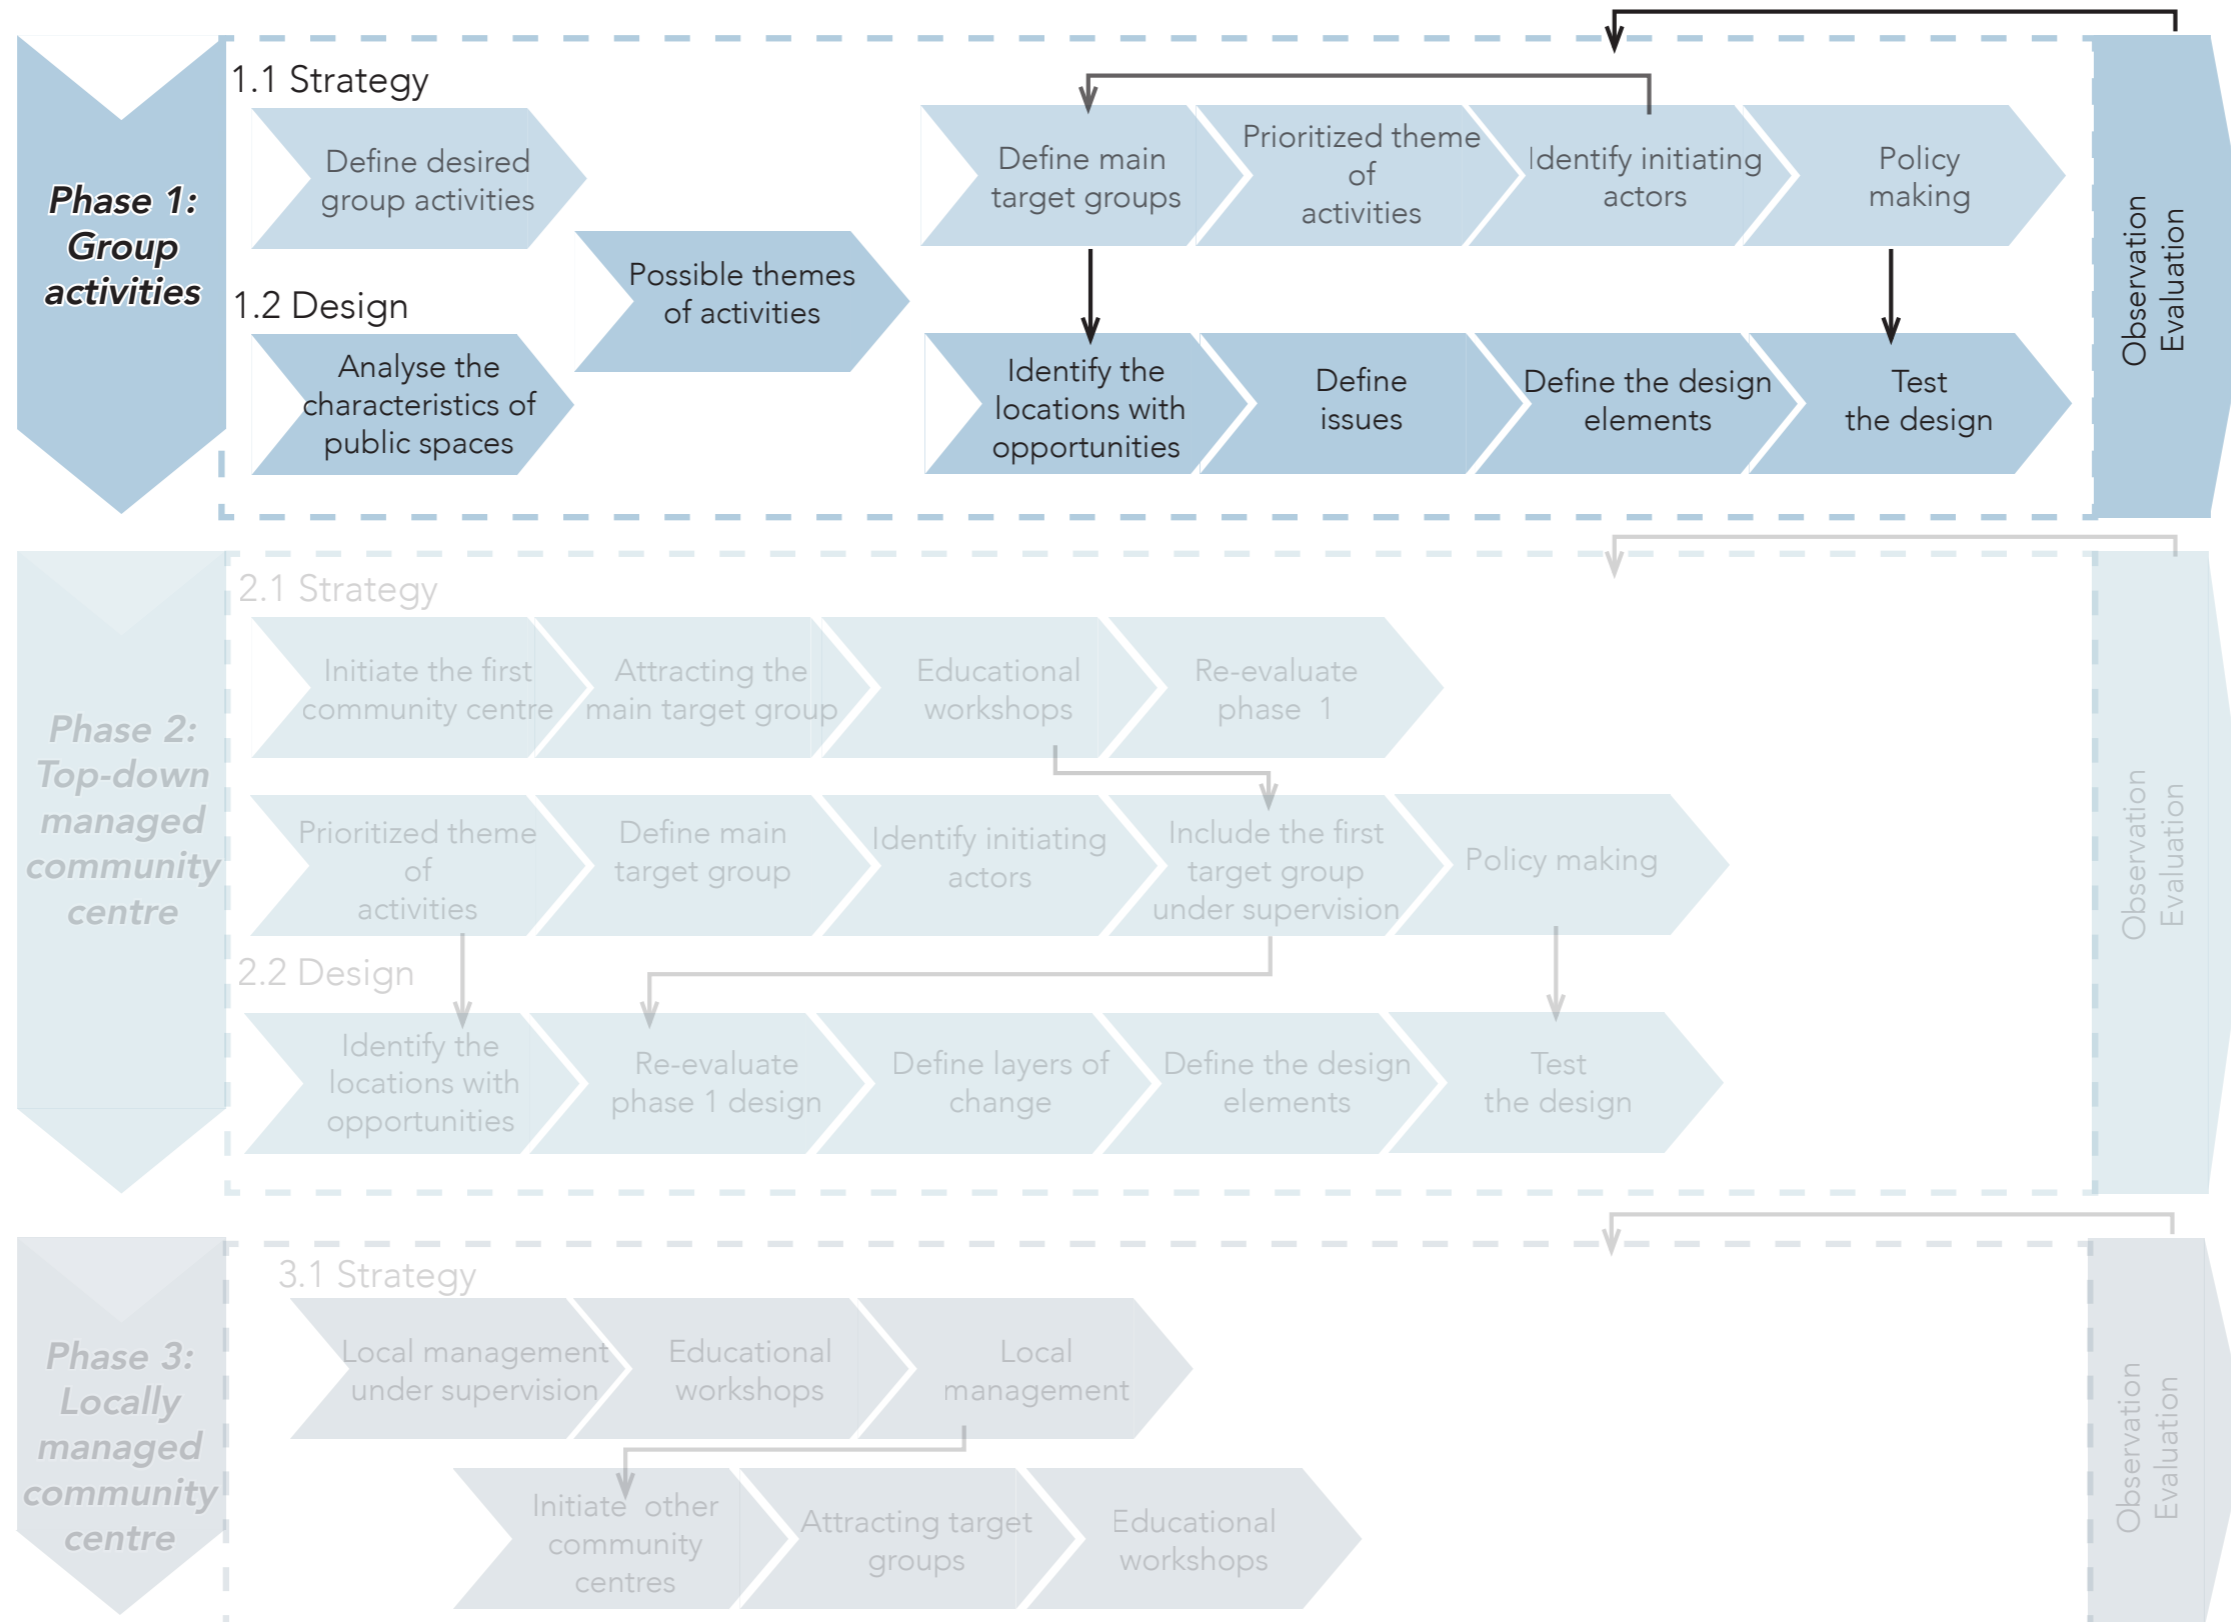 Phase 1:
Group
activities
1.1 Strategy
Define desired
group activities
1.2 Design
Analyse the
characteristics of
public spaces
Possible themes
of activities
Define main
target groups
Prioritized theme
of
activities
Identify initiating
actors
Policy
making
Identify the
locations with
opportunities
Define
issues
Define the design
elements
Test
the design
Observation
Evaluation
Phase 2:
Top-down
managed
community
centre
2.1 Strategy
Initiate the first
community centre
Attracting the
main target group
Educational
workshops
Re-evaluate
phase 1
Prioritized theme
of
activities
Define main
target group
Identify initiating
actors
Include the first
target group
under supervision
Policy making
2.2 Design
Identify the
locations with
opportunities
Re-evaluate
phase 1 design
Define layers of
change
Define the design
elements
Test
the design
Observation
Evaluation
Phase 3:
Locally
managed
community
centre
3.1 Strategy
Local management
under supervision
Educational
workshops
Local
management
Initiate other
community
centres
Attracting target
groups
Educational
workshops
Observation
Evaluation